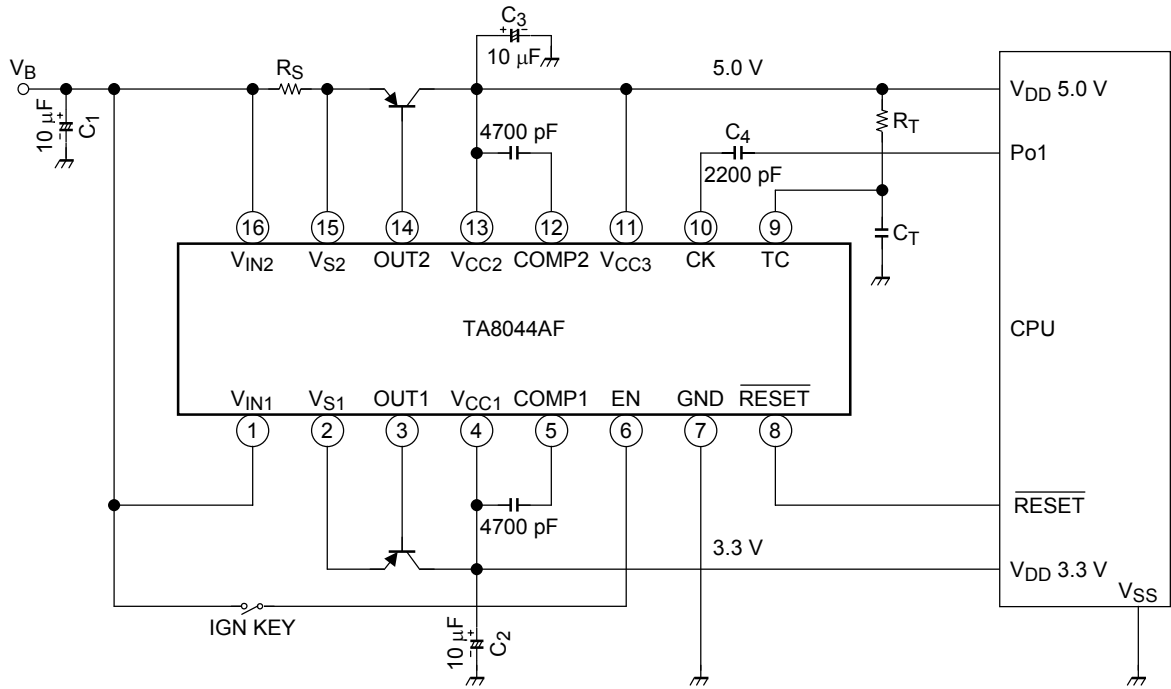 C3
10 μF
VB
RS
5.0 V
VDD 5.0 V
10 μF
C1
4700 pF
C4
2200 pF
RT
Po1
CT
16 15 14 13 12 11 10 9
VIN2 VS2 OUT2 VCC2 COMP2 VCC3 CK TC
TA8044AF
CPU
VIN1 VS1 OUT1 VCC1 COMP1 EN GND RESET
1 2 3 4 5 6 7 8
4700 pF
RESET
3.3 V
VDD 3.3 V
VSS
IGN KEY
10 μF
C2